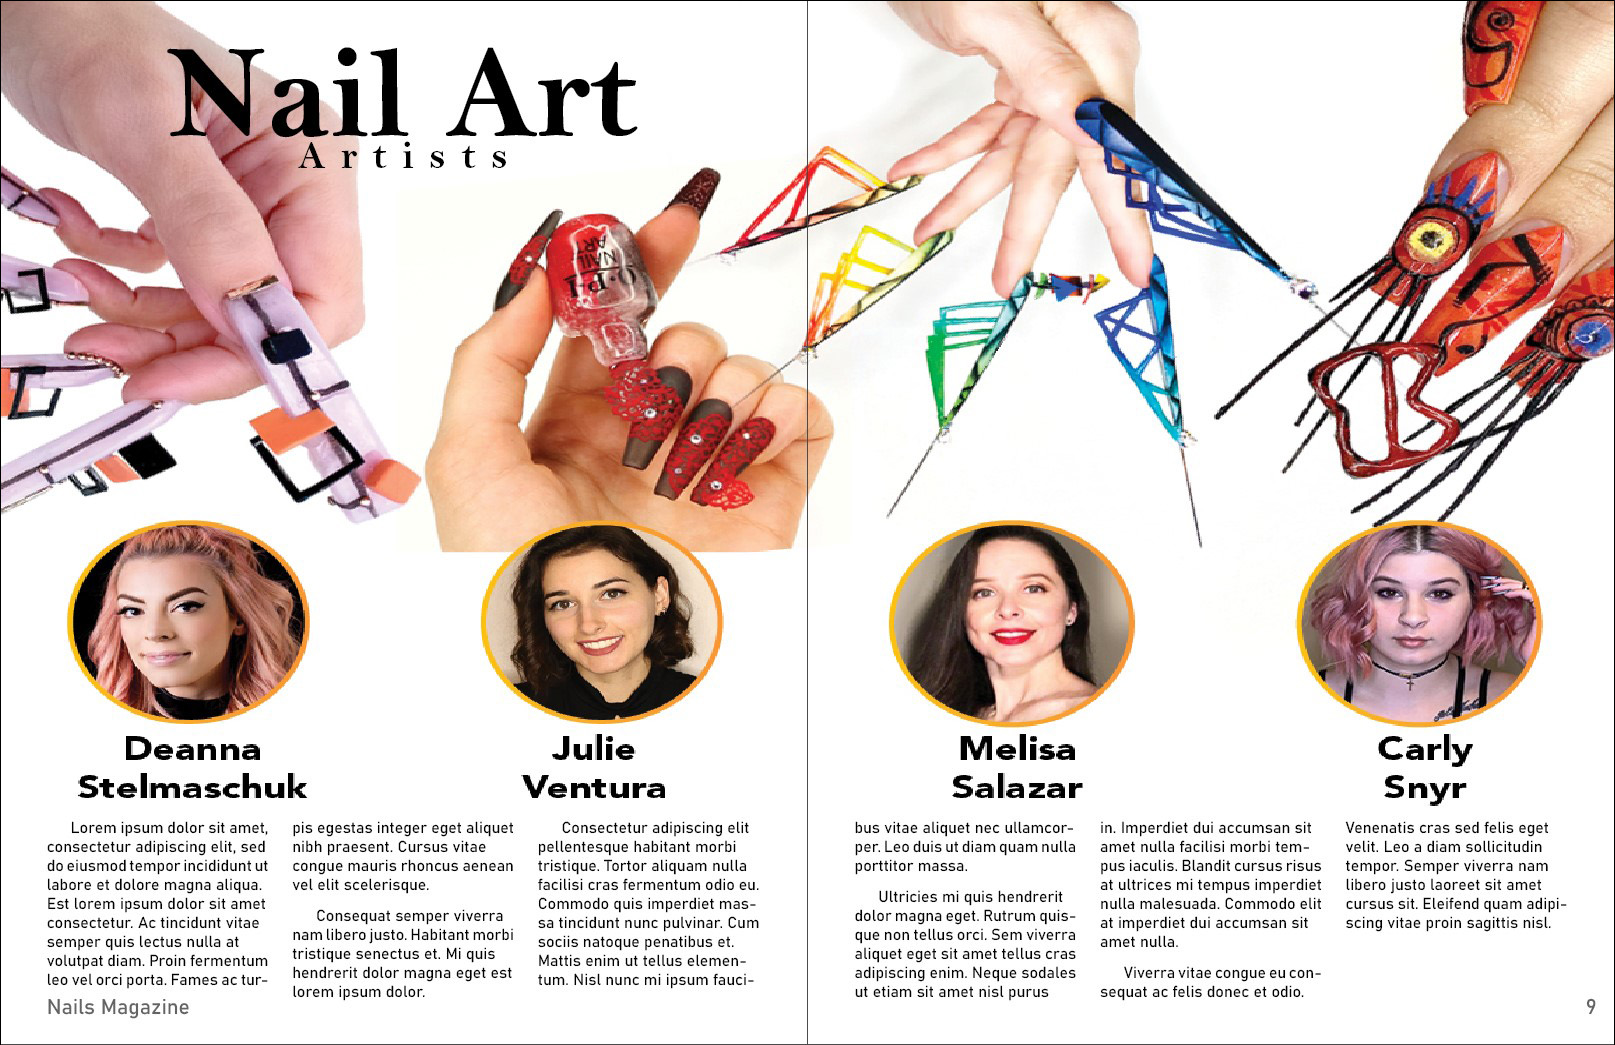 Nail Art
Artists
O·P·I
NAIL
ART
Deanna
Stelmaschuk
Julie
Ventura
Melisa
Salazar
Carly
Snyr
Lorem ipsum dolor sit amet,
consectetur adipiscing elit, sed
do eiusmod tempor incididunt ut
labore et dolore magna aliqua.
Est lorem ipsum dolor sit amet
consectetur. Ac tincidunt vitae
semper quis lectus nulla at
volutpat diam. Proin fermentum
leo vel orci porta. Fames ac tur-
pis egestas integer eget aliquet
nibh praesent. Cursus vitae
congue mauris rhoncus aenean
vel elit scelerisque.
Consequat semper viverra
nam libero justo. Habitant morbi
tristique senectus et. Mi quis
hendrerit dolor magna eget est
lorem ipsum dolor.
Consectetur adipiscing elit
pellentesque habitant morbi
tristique. Tortor aliquam nulla
facilisi cras fermentum odio eu.
Commodo quis imperdiet mas-
sa tincidunt nunc pulvinar. Cum
sociis natoque penatibus et.
Mattis enim ut tellus elemen-
tum. Nisl nunc mi ipsum fauci-
bus vitae aliquet nec ullamcor-
per. Leo duis ut diam quam nulla
porttitor massa.
Ultricies mi quis hendrerit
dolor magna eget. Rutrum quis-
que non tellus orci. Sem viverra
aliquet eget sit amet tellus cras
adipiscing enim. Neque sodales
ut etiam sit amet nisl purus
in. Imperdiet dui accumsan sit
amet nulla facilisi morbi tem-
pus iaculis. Blandit cursus risus
at ultrices mi tempus imperdiet
nulla malesuada. Commodo elit
at imperdiet dui accumsan sit
amet nulla.
Viverra vitae congue eu con-
sequat ac felis donec et odio.
Venenatis cras sed felis eget
velit. Leo a diam sollicitudin
tempor. Semper viverra nam
libero justo laoreet sit amet
cursus sit. Eleifend quam adipi-
scing vitae proin sagittis nisl.
Nails Magazine
9